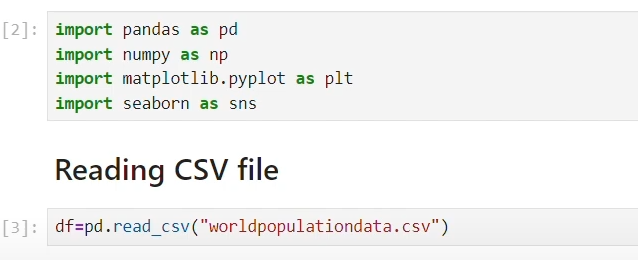 [2]: import pandas as pd
import numpy as np
import matplotlib.pyplot as plt
import seaborn as sns
Reading CSV file
[3]: df=pd.read_csv("worldpopulationdata.csv")